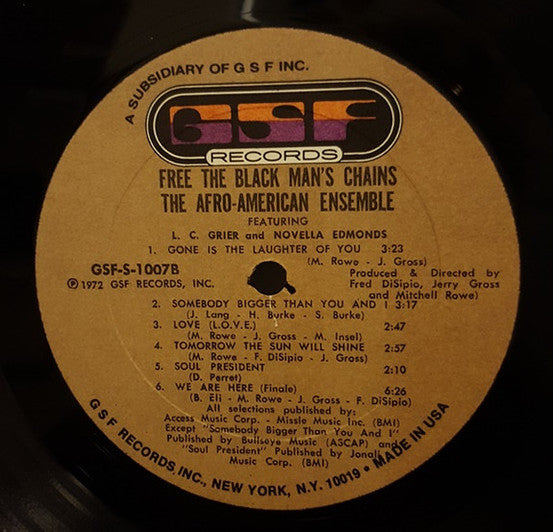 A SUBSIDIARY OF G S F INC.
GSF
RECORDS
FREE THE BLACK MAN'S CHAINS
THE AFRO-AMERICAN ENSEMBLE
FEATURING
L. C. GRIER and NOVELLA EDMONDS
1. GONE IS THE LAUGHTER OF YOU 3:23
(M. Rowe - J. Gross)
GSF-S-1007B
℗ 1972 GSF RECORDS, INC.
Produced & Directed by
Fred DiSipio, Jerry Gross
and Mitchell Rowe)
2. SOMEBODY BIGGER THAN YOU AND I 3:17
(J. Lang - H. Burke - S. Burke)
3. LOVE (L.O.V.E.) 2:47
(M. Rowe - J. Gross - M. Insel)
4. TOMORROW THE SUN WILL SHINE 2:57
(M. Rowe - F. DiSipio - J. Gross)
5. SOUL PRESIDENT 2:10
(D. Perret)
6. WE ARE HERE (Finale) 6:26
(B. Eli - M. Rowe - J. Gross - F. DiSipio)
All selections published by:
Access Music Corp. - Missle Music Inc. (BMI)
Except "Somebody Bigger Than You And I"
Published by Bullseye Music (ASCAP) and
"Soul President" Published by Jonali
Music Corp. (BMI)
G S F RECORDS, INC., NEW YORK, N.Y. 10019 • MADE IN USA